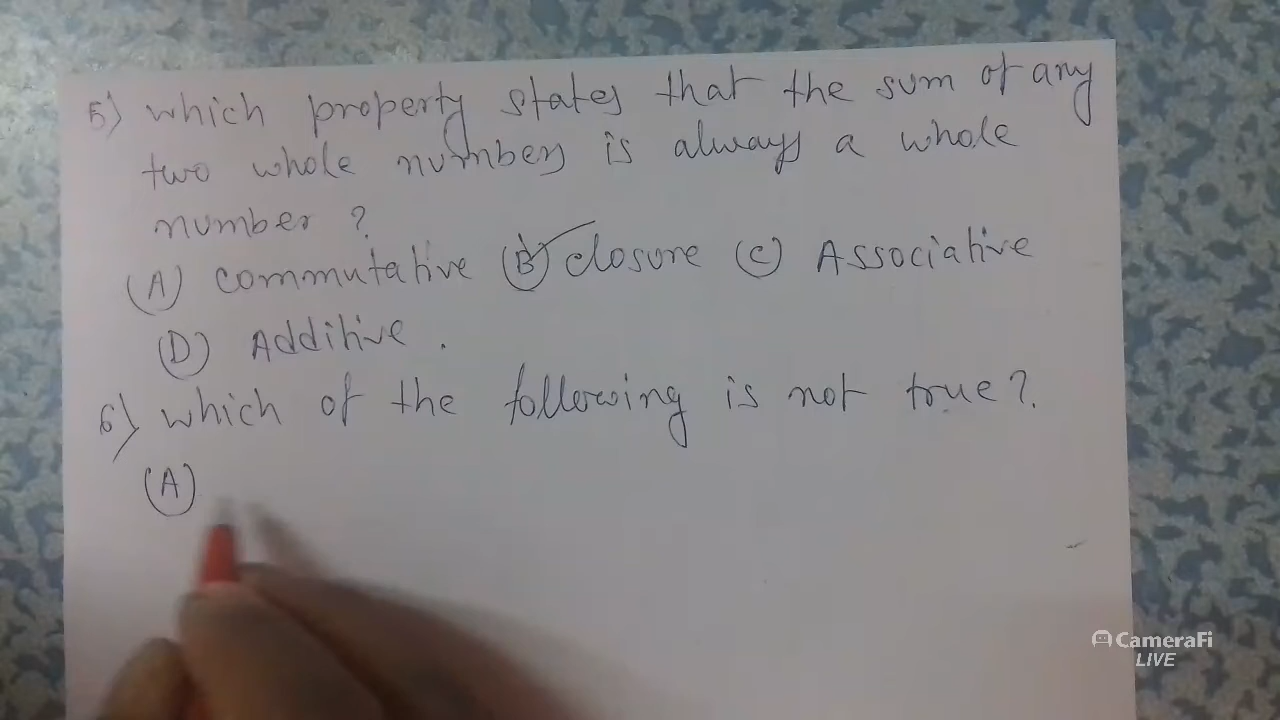 5) which property states that the sum of any
two whole numbers is always a whole
number ?
(A) commutative (B) closure (C) Associative
(D) Additive .
6) which of the following is not true ?
(A)
CameraFi
LIVE